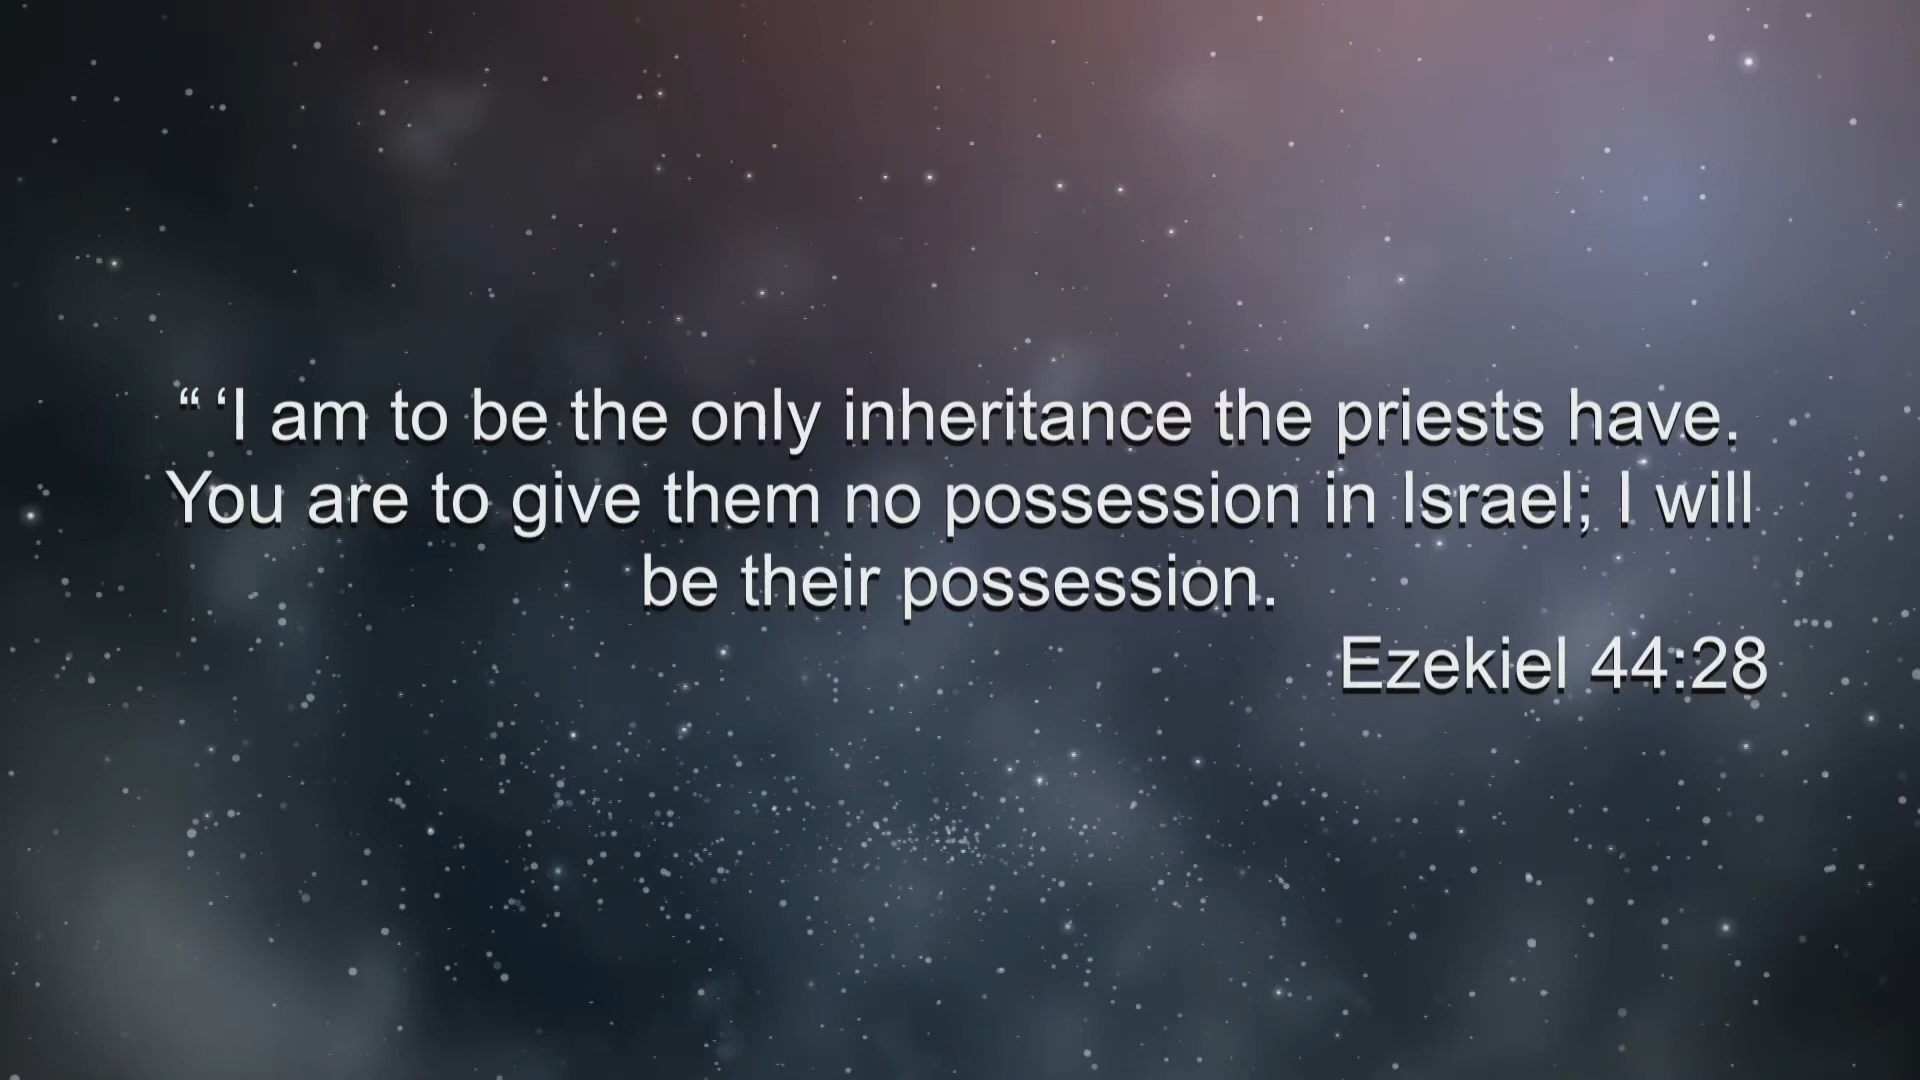 “ ‘I am to be the only inheritance the priests have.
You are to give them no possession in Israel; I will
be their possession.
Ezekiel 44:28